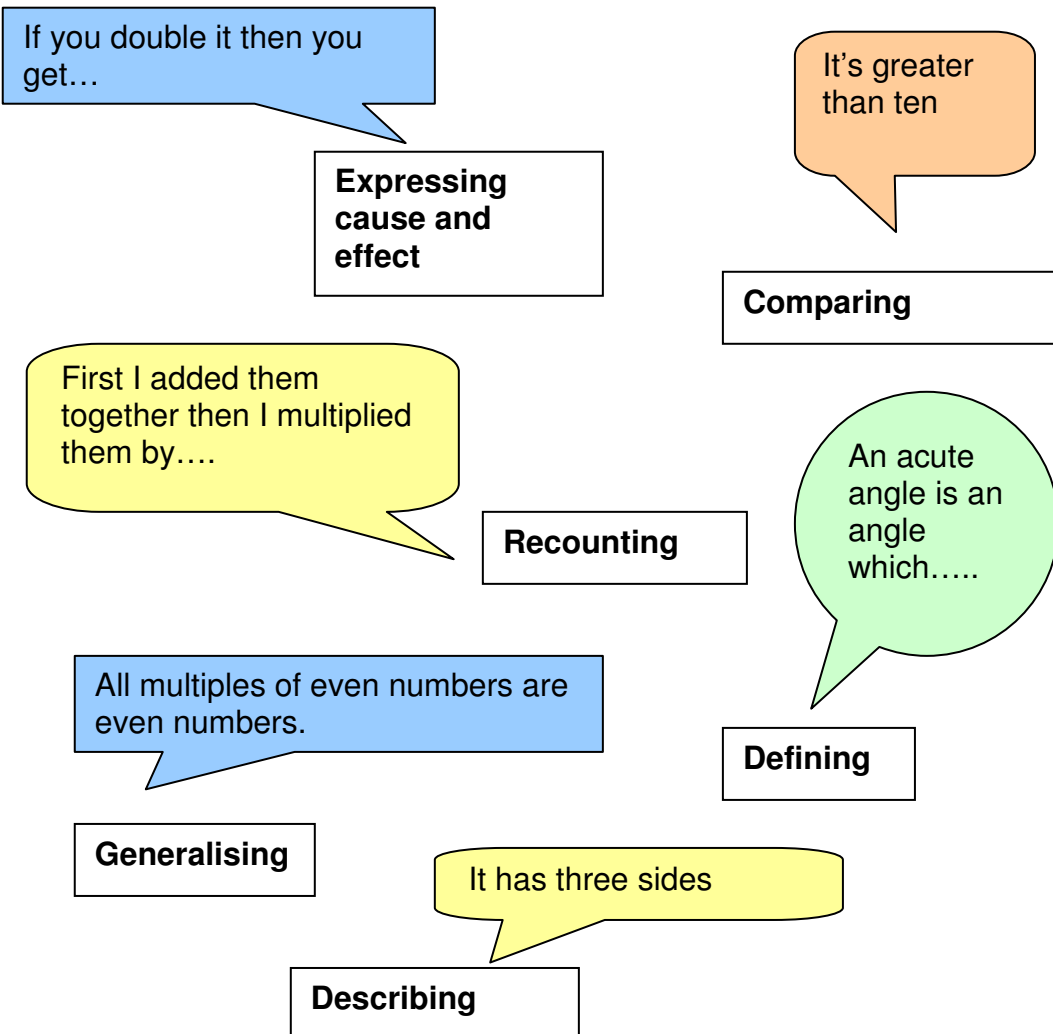 If you double it then you
get…
It's greater
than ten
Expressing
cause and
effect
Comparing
First I added them
together then I multiplied
them by….
An acute
angle is an
angle
which…..
Recounting
All multiples of even numbers are
even numbers.
Defining
Generalising
It has three sides
Describing